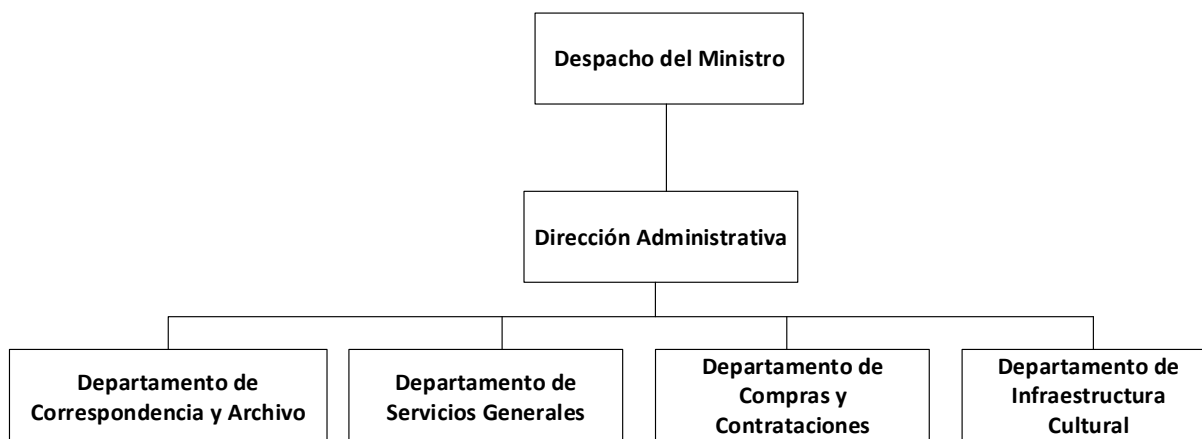 Despacho del Ministro
Dirección Administrativa
Departamento de
Correspondencia y Archivo
Departamento de
Servicios Generales
Departamento de
Compras y
Contrataciones
Departamento de
Infraestructura
Cultural